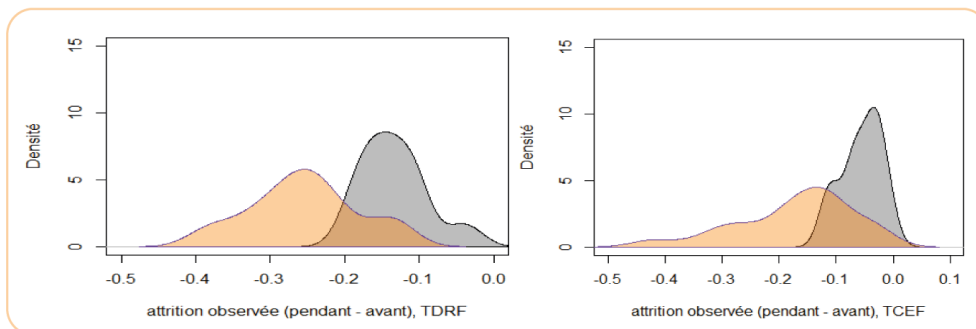 15
10
5
0
Densité
-0.5 -0.4 -0.3 -0.2 -0.1 0.0
attrition observée (pendant - avant), TDRF
15
10
5
0
Densité
-0.5 -0.4 -0.3 -0.2 -0.1 0.0 0.1
attrition observée (pendant - avant), TCEF